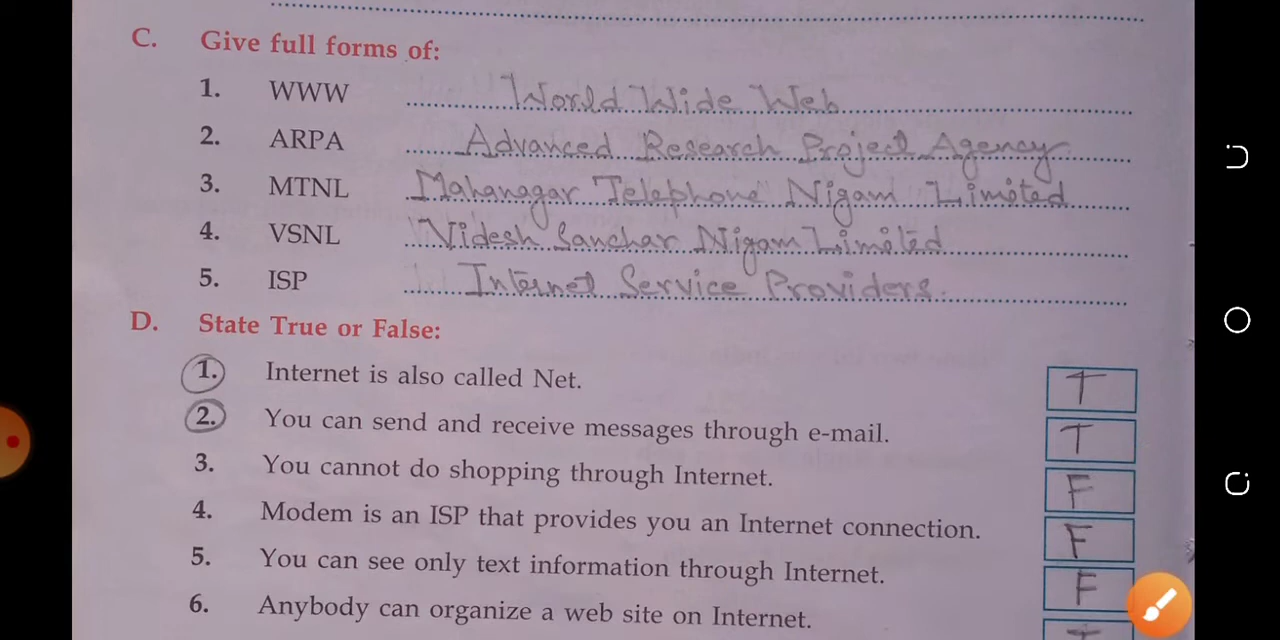 C. Give full forms of:
1. WWW World Wide Web
2. ARPA Advanced Research Project Agency
3. MTNL Mahanagar Telephone Nigam Limited
4. VSNL Videsh Sanchar Nigam Limited
5. ISP Internet Service Providers.
D. State True or False:
1. Internet is also called Net. T
2. You can send and receive messages through e-mail. T
3. You cannot do shopping through Internet. F
4. Modem is an ISP that provides you an Internet connection. F
5. You can see only text information through Internet. F
6. Anybody can organize a web site on Internet. T